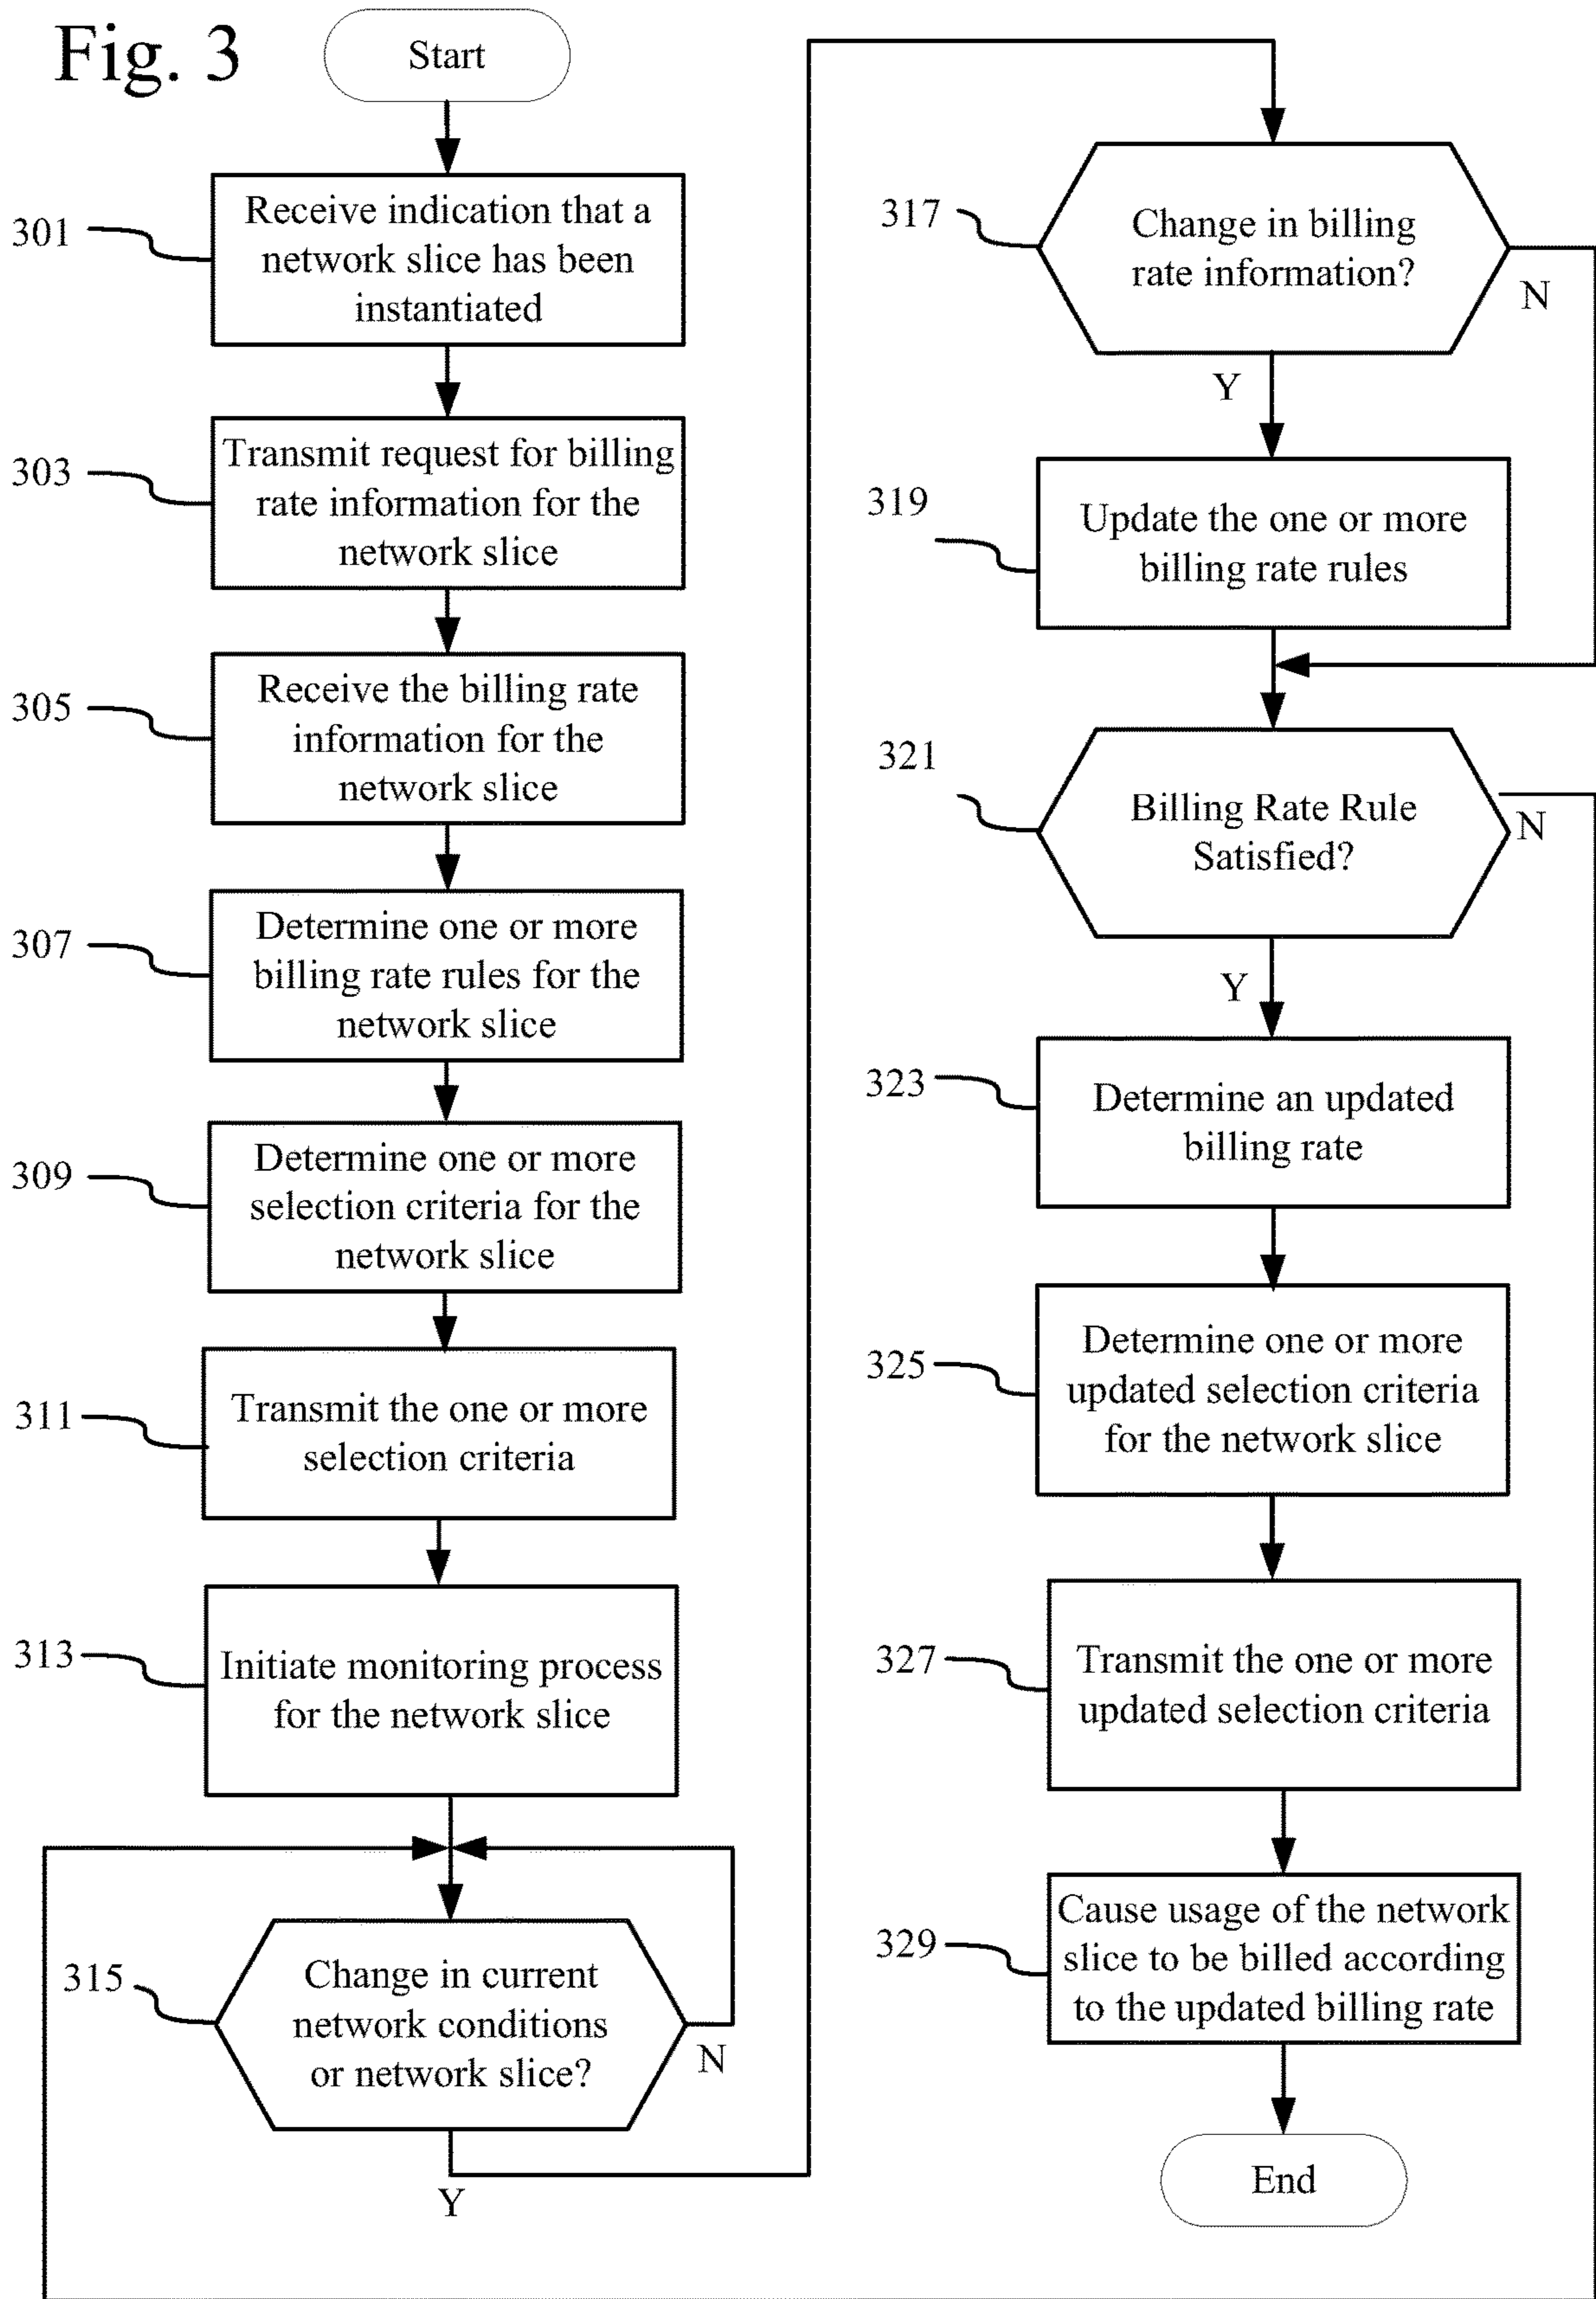 Fig. 3
Start
301
Receive indication that a
network slice has been
instantiated
303
Transmit request for billing
rate information for the
network slice
305
Receive the billing rate
information for the
network slice
307
Determine one or more
billing rate rules for the
network slice
309
Determine one or more
selection criteria for the
network slice
311
Transmit the one or more
selection criteria
313
Initiate monitoring process
for the network slice
315
Change in current
network conditions
or network slice?
N
Y
317
Change in billing
rate information?
N
Y
319
Update the one or more
billing rate rules
321
Billing Rate Rule
Satisfied?
N
Y
323
Determine an updated
billing rate
325
Determine one or more
updated selection criteria
for the network slice
327
Transmit the one or more
updated selection criteria
329
Cause usage of the network
slice to be billed according
to the updated billing rate
End